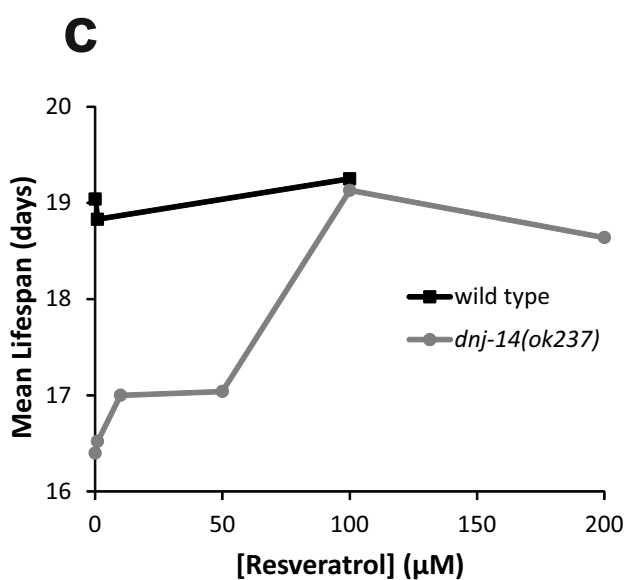 C
20
19
18
17
16
Mean Lifespan (days)
wild type
dnj-14(ok237)
0 50 100 150 200
[Resveratrol] (μM)